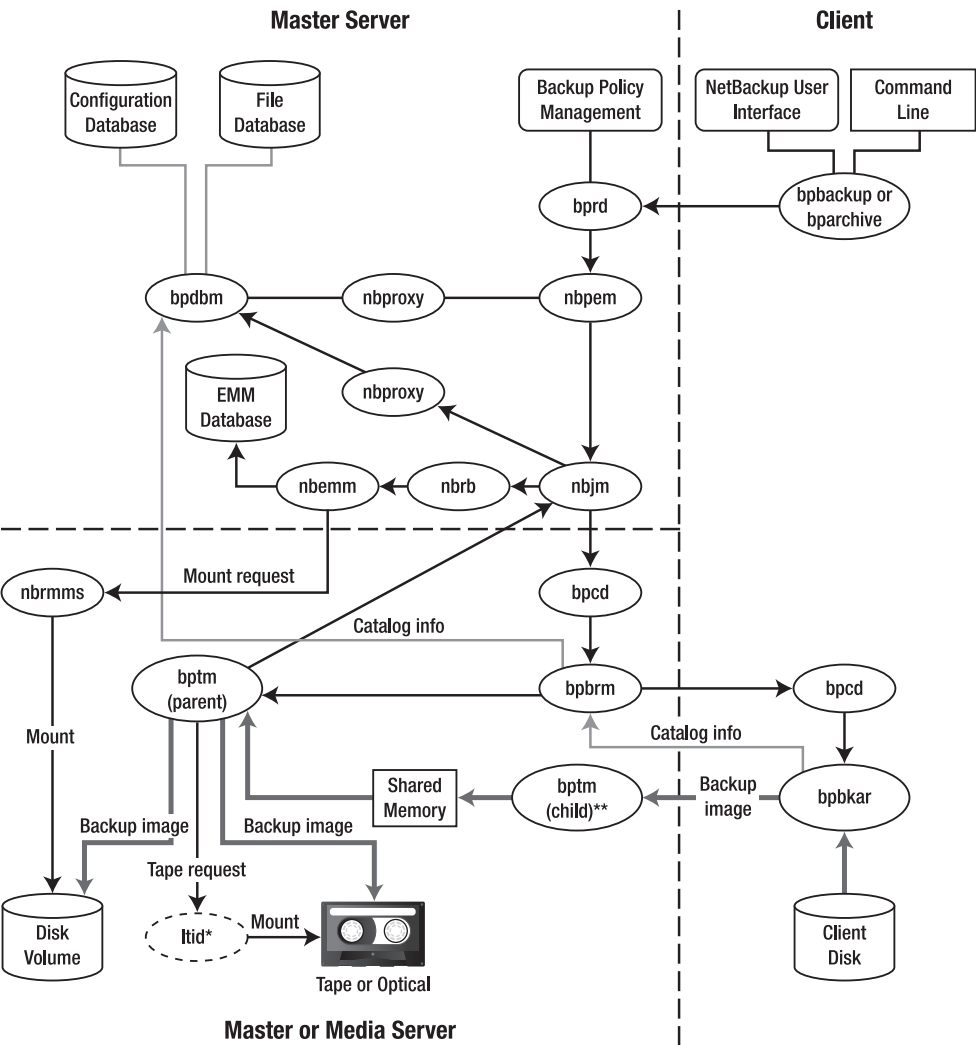 Master Server
Client
Configuration
Database
File
Database
Backup Policy
Management
NetBackup User
Interface
Command
Line
bprd
bpbackup or
bparchive
bpdbm
nbproxy
nbpem
nbproxy
EMM
Database
nbemm
nbrb
nbjm
Mount request
nbrmms
bpcd
Catalog info
bptm
(parent)
bpbrm
bpcd
Mount
Catalog info
Shared
Memory
bptm
(child)**
Backup
image
bpbkar
Backup image
Backup image
Tape request
Disk
Volume
ltid*
Mount
Client
Disk
Tape or Optical
Master or Media Server